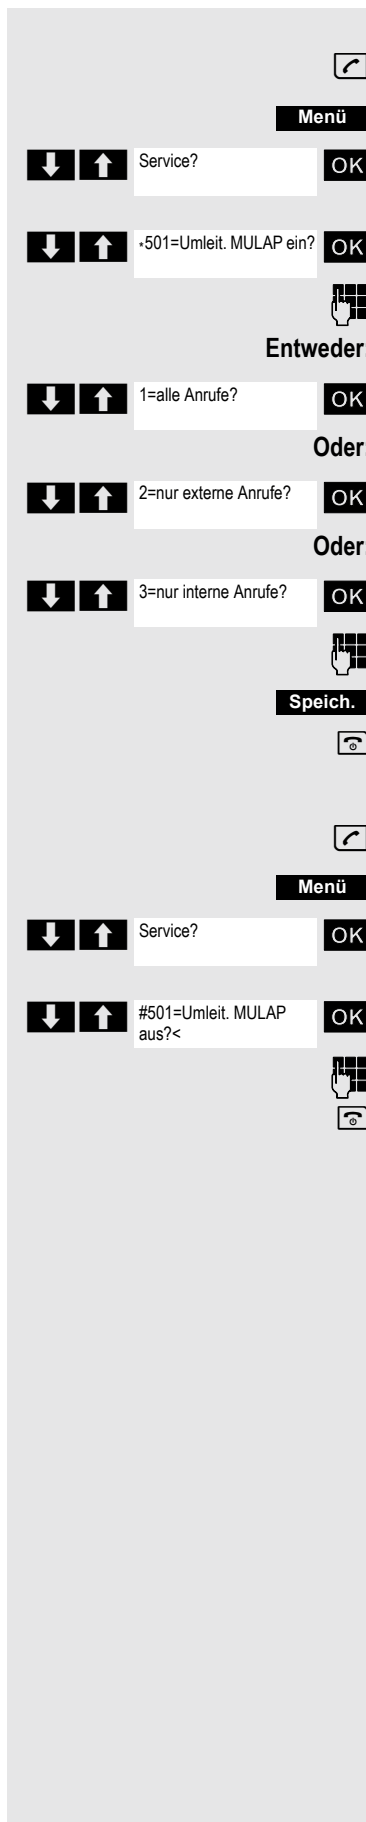 Menü
Service? OK
*501=Umleit. MULAP ein? OK
Entweder:
1=alle Anrufe? OK
Oder:
2=nur externe Anrufe? OK
Oder:
3=nur interne Anrufe? OK
Speich.
Menü
Service? OK
#501=Umleit. MULAP
aus?< OK